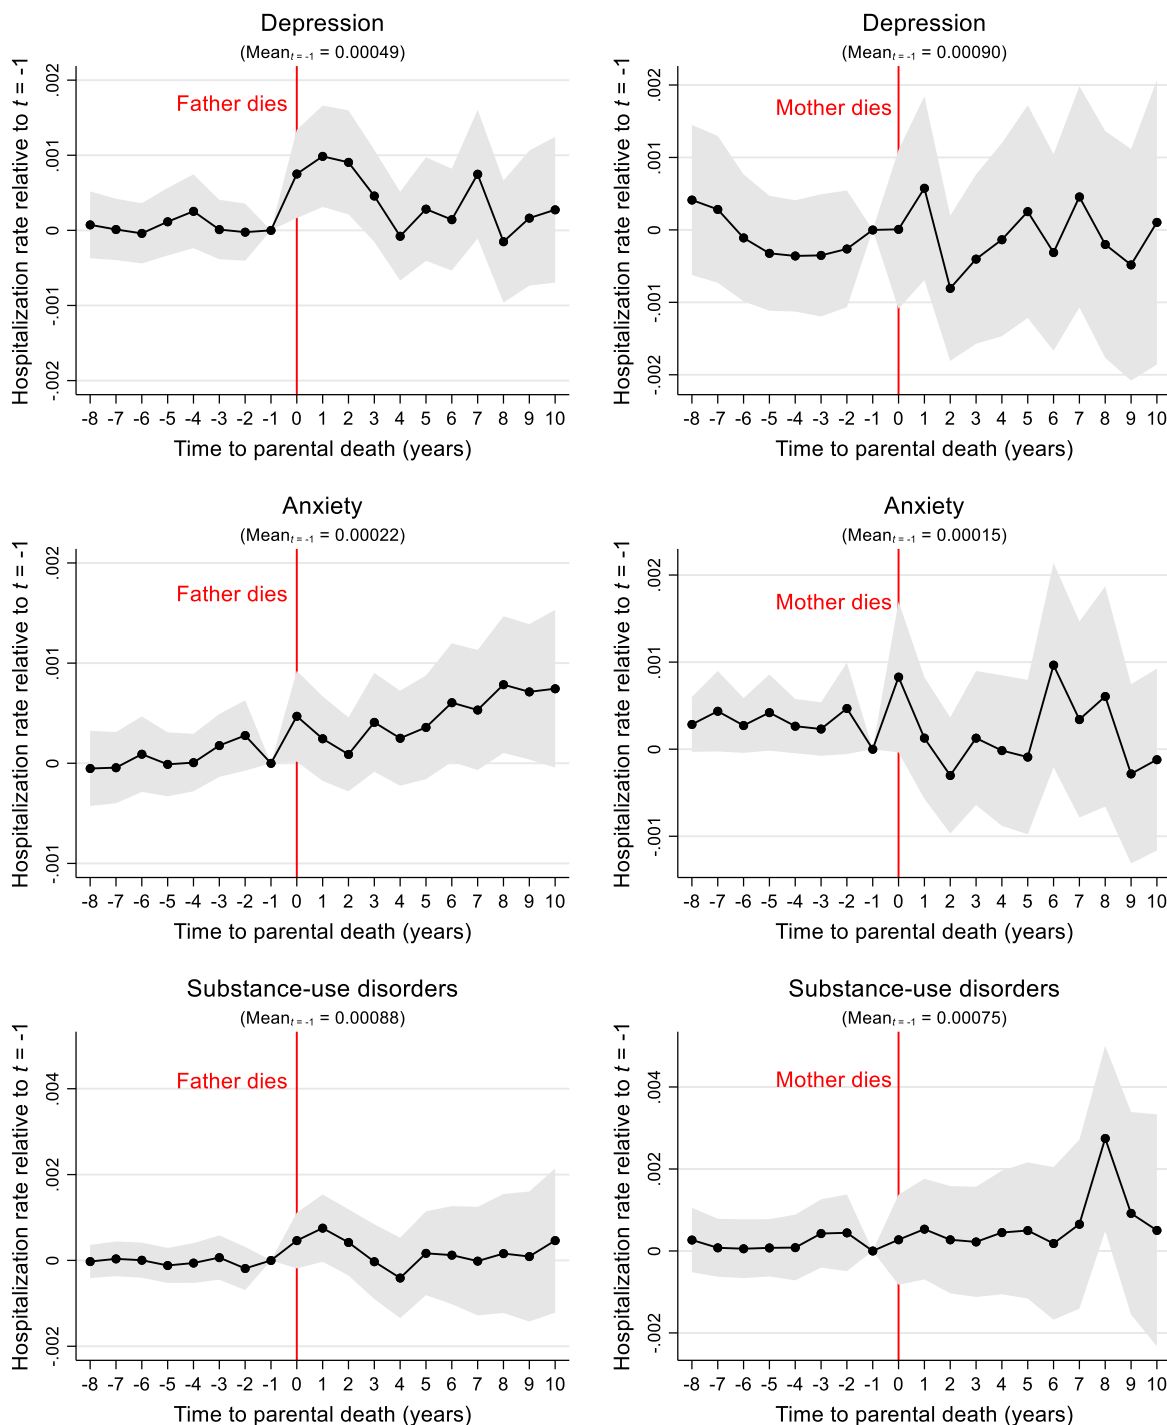 Depression
(Mean t = -1 = 0.00049)
Hospitalization rate relative to t = -1
.002
.001
0
-.001
-.002
Father dies
-8 -7 -6 -5 -4 -3 -2 -1 0 1 2 3 4 5 6 7 8 9 10
Time to parental death (years)
Depression
(Mean t = -1 = 0.00090)
Hospitalization rate relative to t = -1
.002
.001
0
-.001
-.002
Mother dies
-8 -7 -6 -5 -4 -3 -2 -1 0 1 2 3 4 5 6 7 8 9 10
Time to parental death (years)
Anxiety
(Mean t = -1 = 0.00022)
Hospitalization rate relative to t = -1
.002
.001
0
-.001
Father dies
-8 -7 -6 -5 -4 -3 -2 -1 0 1 2 3 4 5 6 7 8 9 10
Time to parental death (years)
Anxiety
(Mean t = -1 = 0.00015)
Hospitalization rate relative to t = -1
.002
.001
0
-.001
Mother dies
-8 -7 -6 -5 -4 -3 -2 -1 0 1 2 3 4 5 6 7 8 9 10
Time to parental death (years)
Substance-use disorders
(Mean t = -1 = 0.00088)
Hospitalization rate relative to t = -1
.004
.002
0
-.002
Father dies
-8 -7 -6 -5 -4 -3 -2 -1 0 1 2 3 4 5 6 7 8 9 10
Time to parental death (years)
Substance-use disorders
(Mean t = -1 = 0.00075)
Hospitalization rate relative to t = -1
.004
.002
0
-.002
Mother dies
-8 -7 -6 -5 -4 -3 -2 -1 0 1 2 3 4 5 6 7 8 9 10
Time to parental death (years)